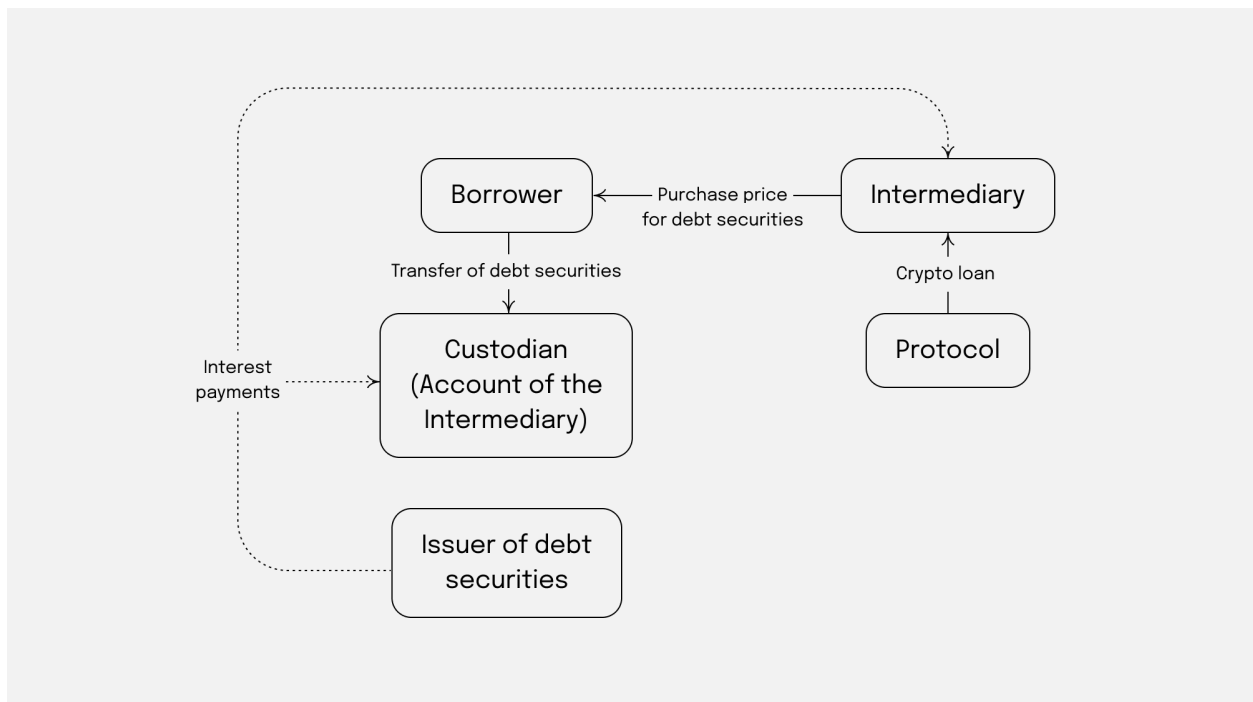 Borrower
Purchase price
for debt securities
Intermediary
Transfer of debt securities
Crypto loan
Custodian
(Account of the
Intermediary)
Protocol
Interest
payments
Issuer of debt
securities